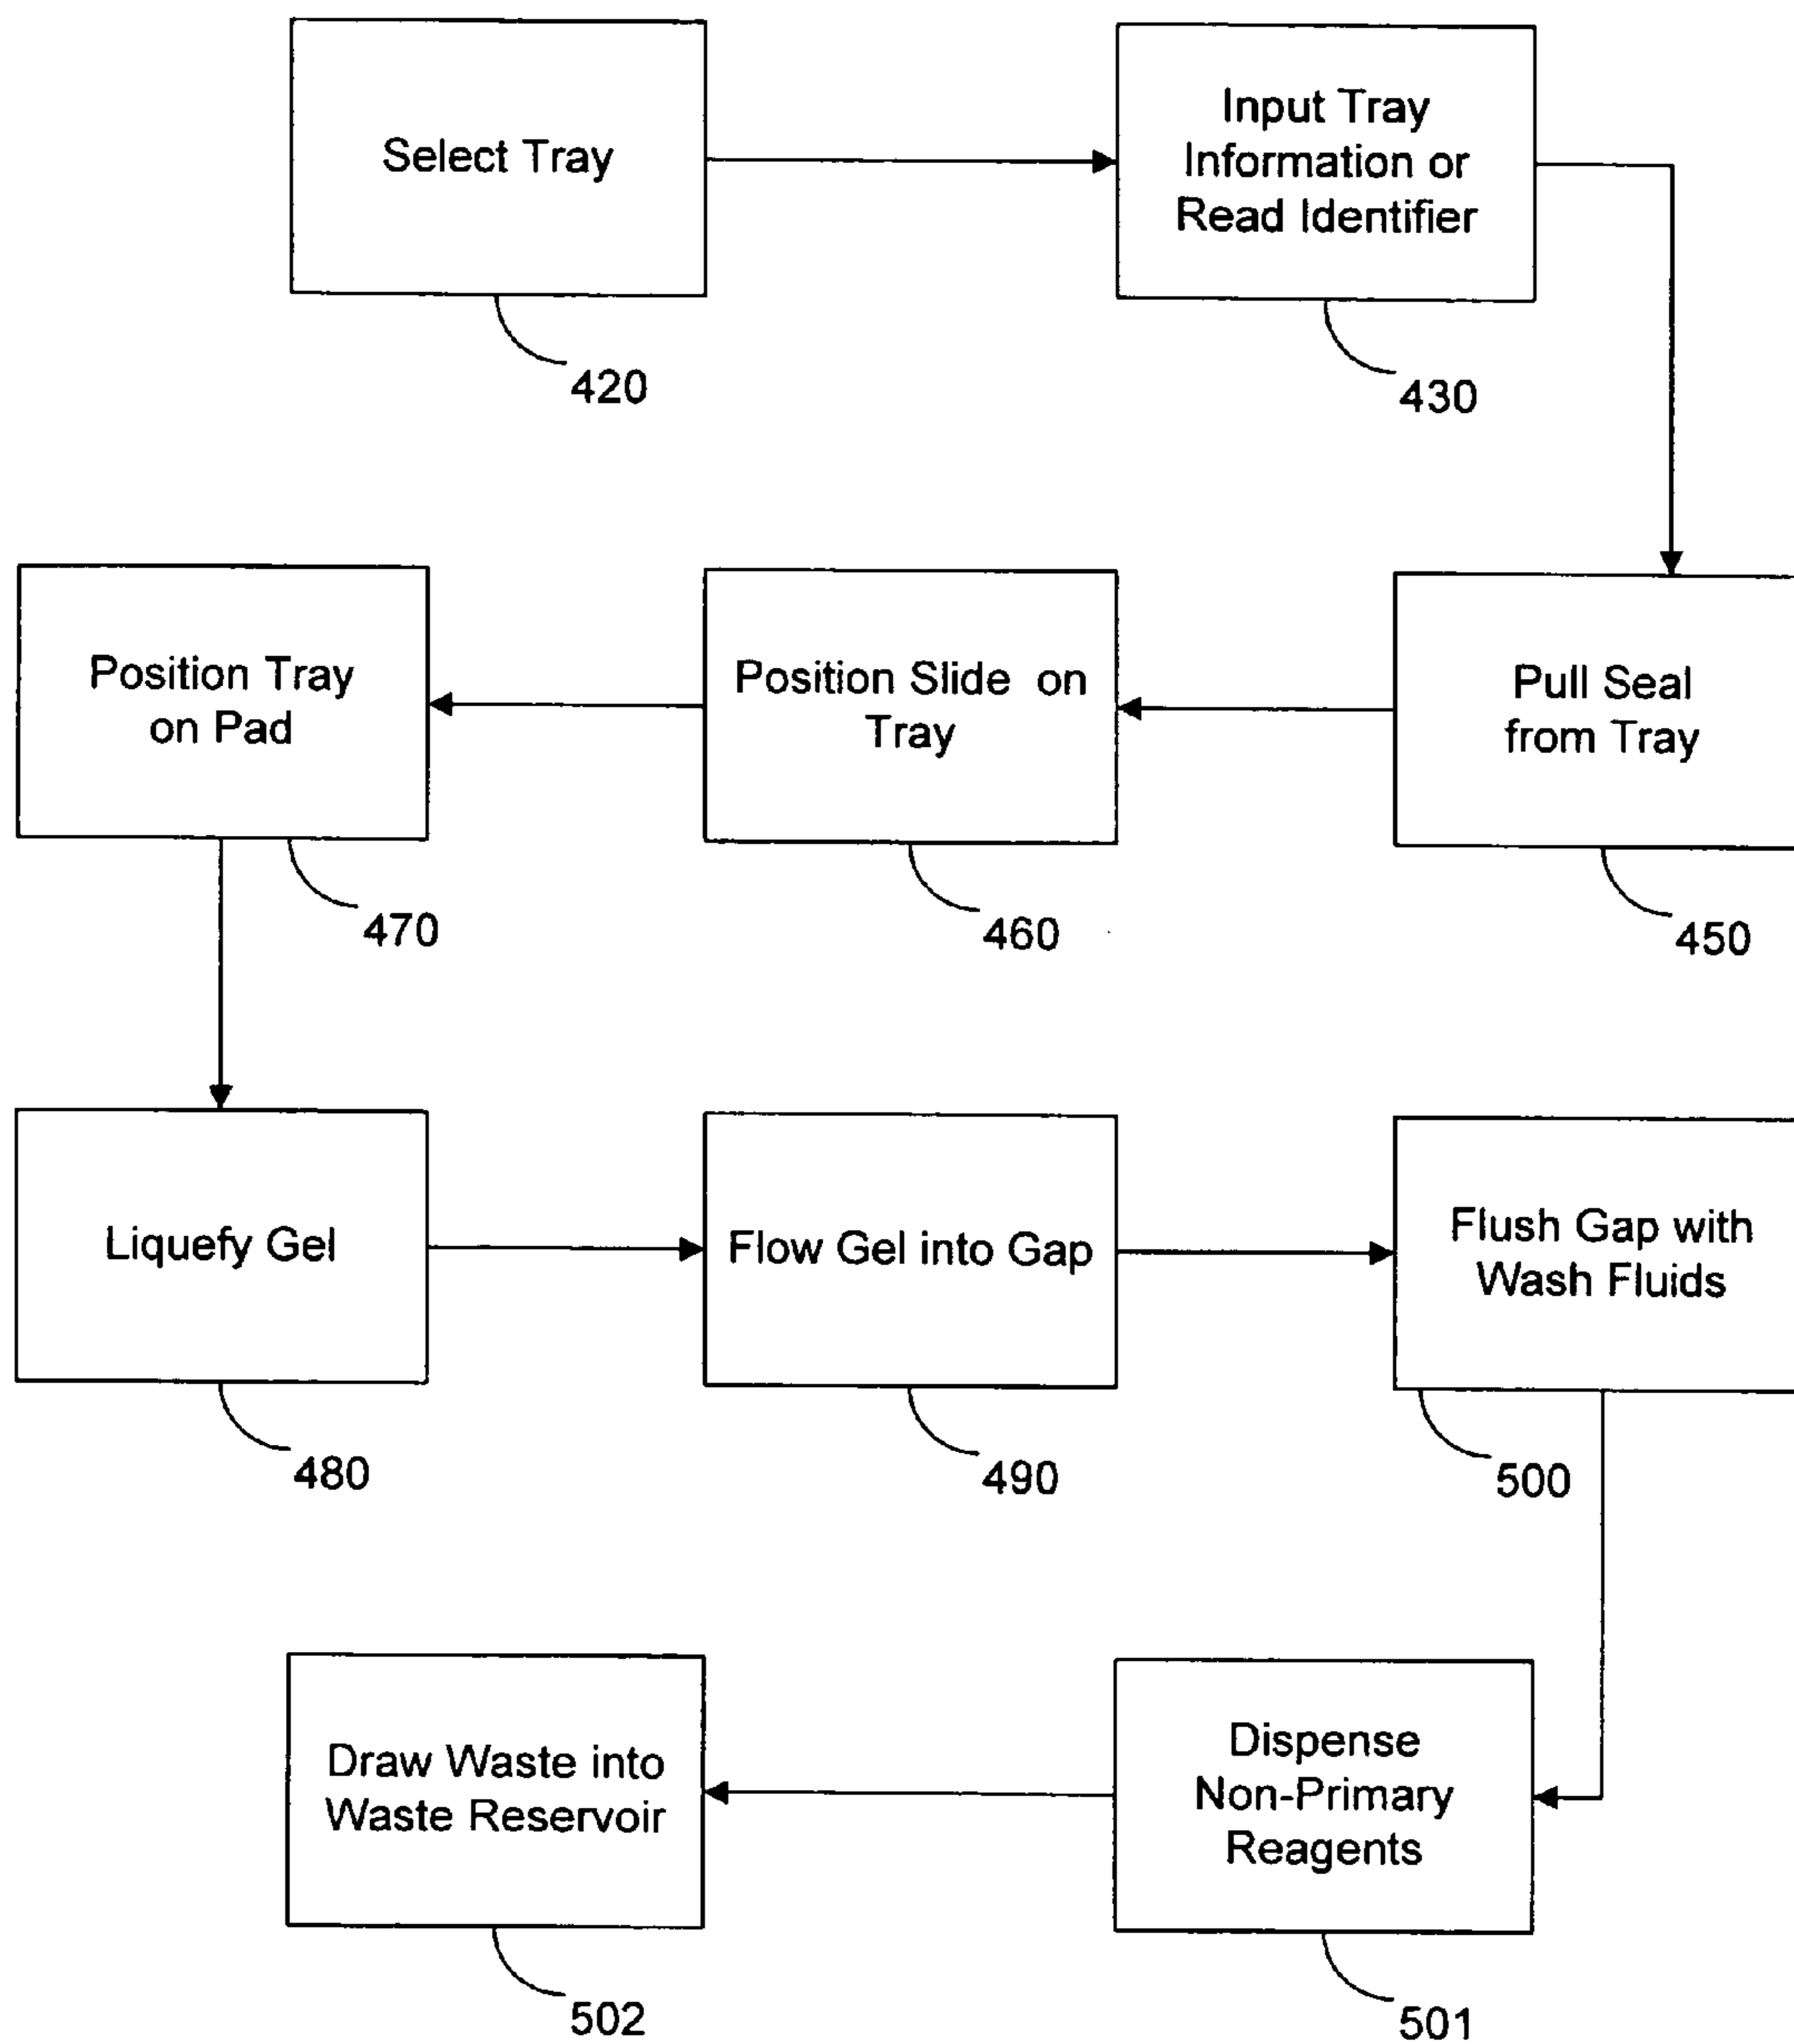 Select Tray
420
Input Tray
Information or
Read Identifier
430
Pull Seal
from Tray
450
Position Slide on
Tray
460
Position Tray
on Pad
470
Liquefy Gel
480
Flow Gel into Gap
490
Flush Gap with
Wash Fluids
500
Dispense
Non-Primary
Reagents
501
Draw Waste into
Waste Reservoir
502